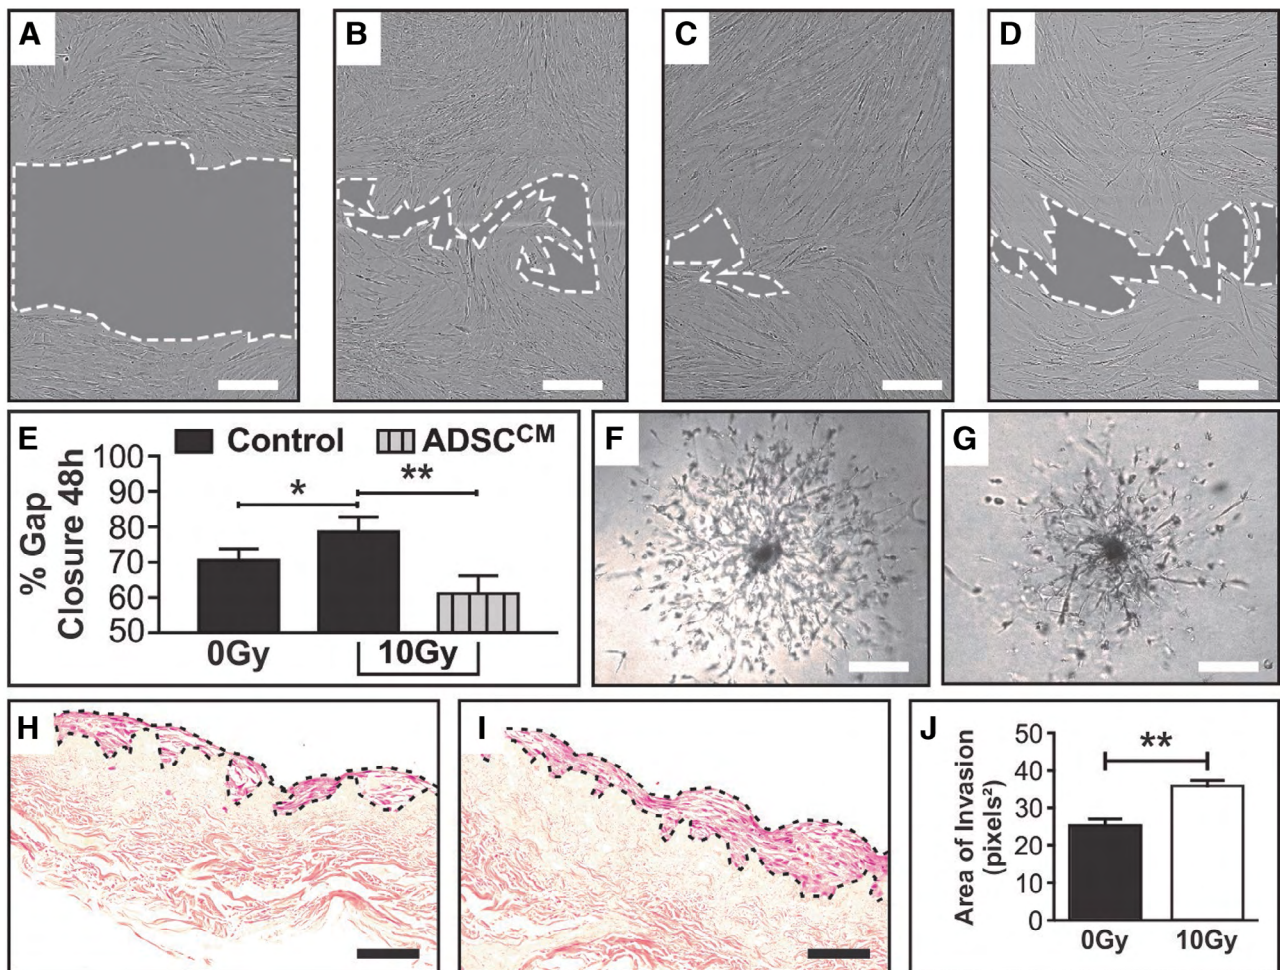 A
B
C
D
E
Control
ADSC^CM
% Gap
Closure 48h
100
90
80
70
60
50
*
**
0Gy
10Gy
F
G
H
I
J
Area of Invasion
(pixels²)
50
40
30
20
10
0
**
0Gy
10Gy